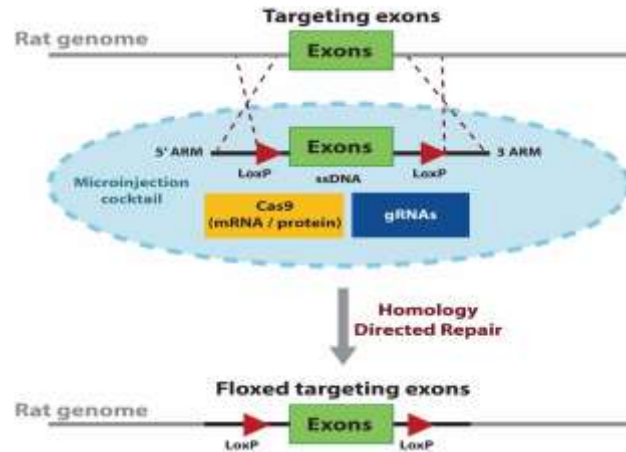 Targeting exons
Rat genome
Exons
5' ARM
Exons
3 ARM
LoxP
LoxP
ssDNA
Microinjection
cocktail
Cas9
(mRNA / protein)
gRNAs
Homology
Directed Repair
Floxed targeting exons
Rat genome
Exons
LoxP
LoxP